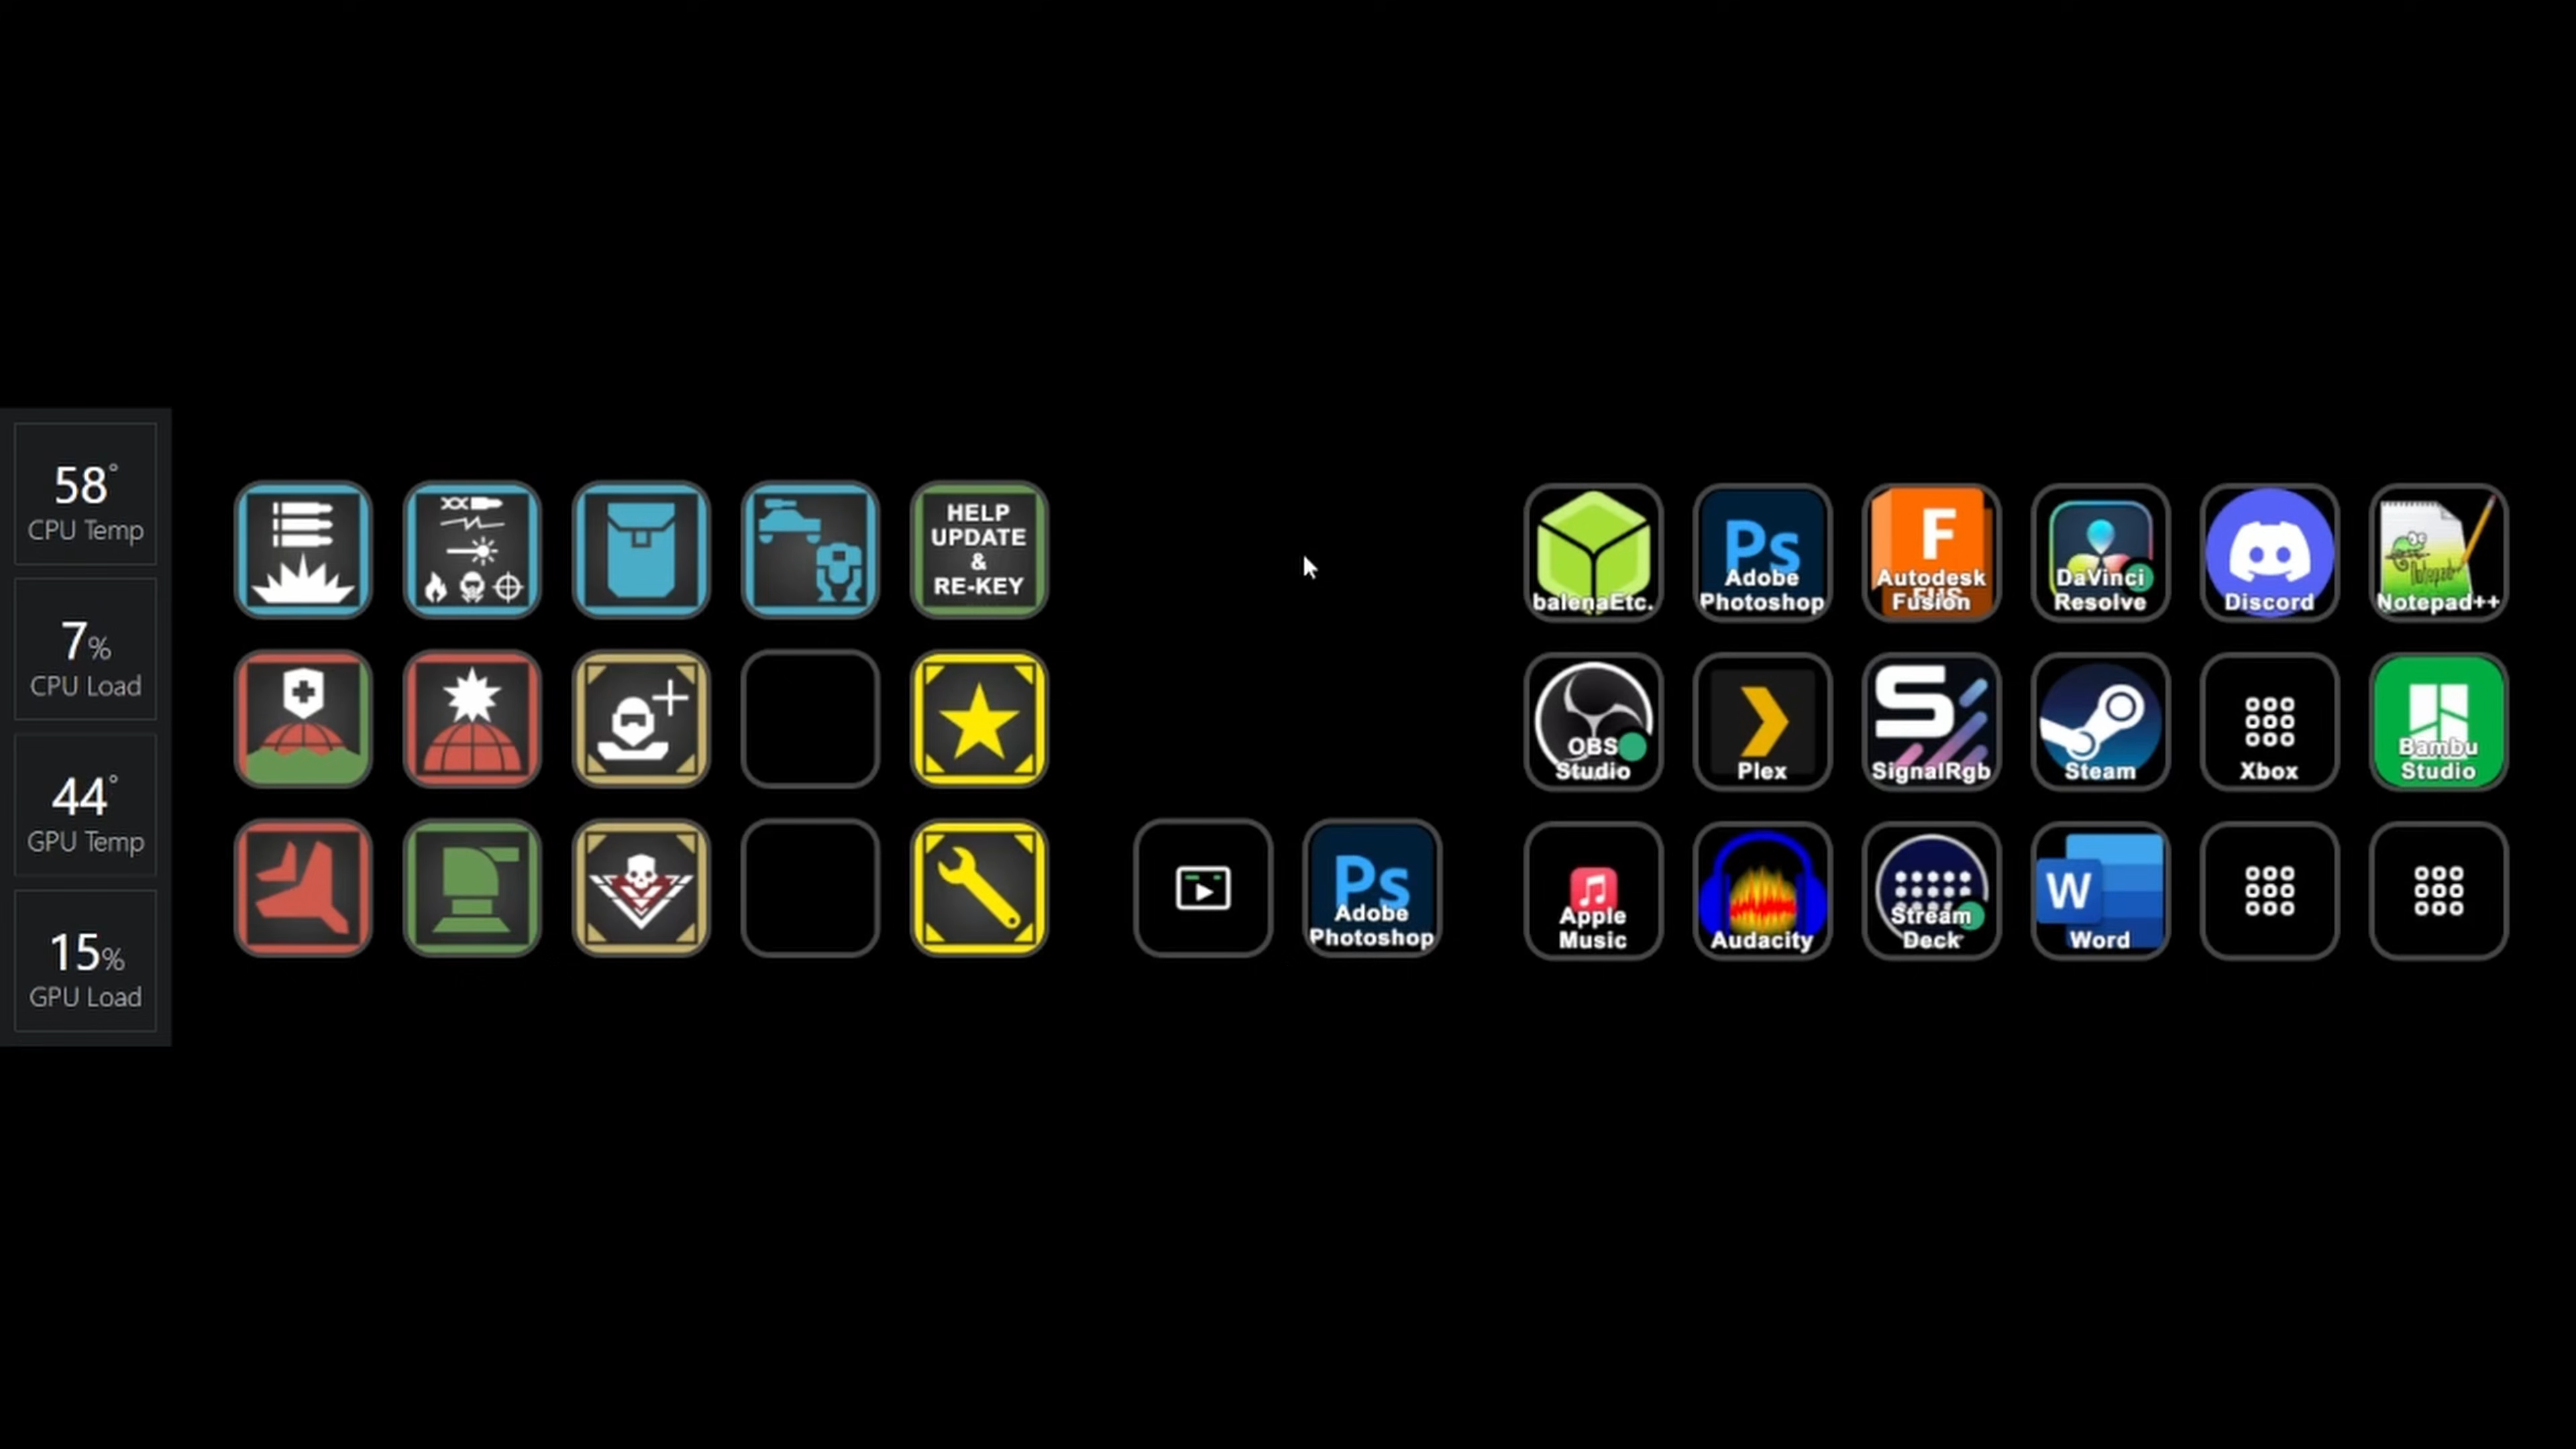 58°
CPU Temp
7%
CPU Load
44°
GPU Temp
15%
GPU Load
HELP
UPDATE
&
RE-KEY
Ps
Adobe
Photoshop
balenaEtc.
Ps
Adobe
Photoshop
F
Autodesk
Fusion
DaVinci
Resolve
Discord
Notepad++
OBS
Studio
Plex
S
SignalRgb
Steam
Xbox
Bambu
Studio
Apple
Music
Audacity
Stream
Deck
W
Word